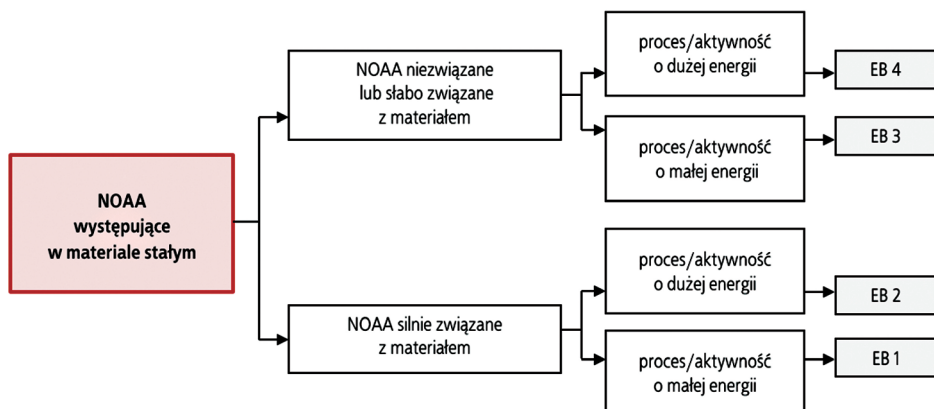 NOAA
występujące
w materiale stałym
NOAA niezwiązane
lub słabo związane
z materiałem
proces/aktywność
o dużej energii
EB 4
proces/aktywność
o małej energii
EB 3
NOAA silnie związane
z materiałem
proces/aktywność
o dużej energii
EB 2
proces/aktywność
o małej energii
EB 1